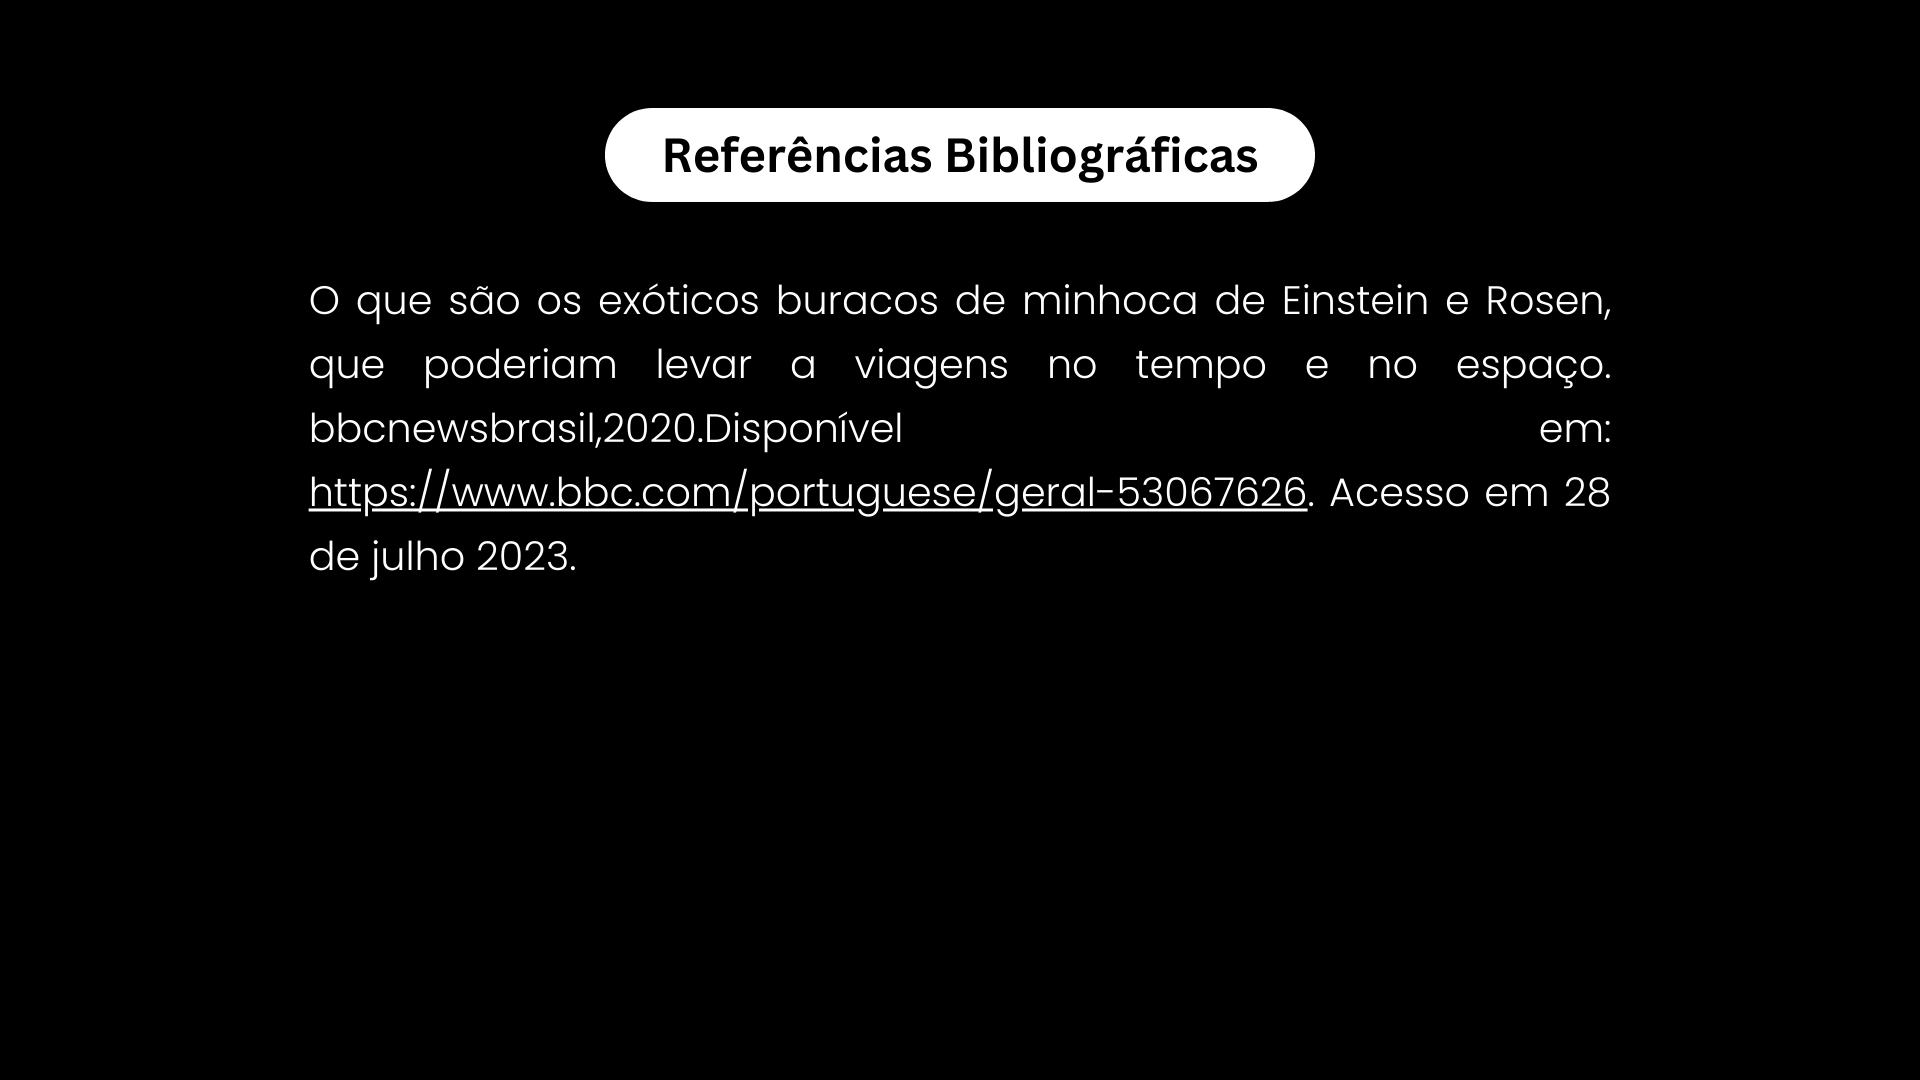 Referências Bibliográficas
O que são os exóticos buracos de minhoca de Einstein e Rosen,
que poderiam levar a viagens no tempo e no espaço.
bbcnewsbrasil,2020.Disponível em:
https://www.bbc.com/portuguese/geral-53067626. Acesso em 28
de julho 2023.